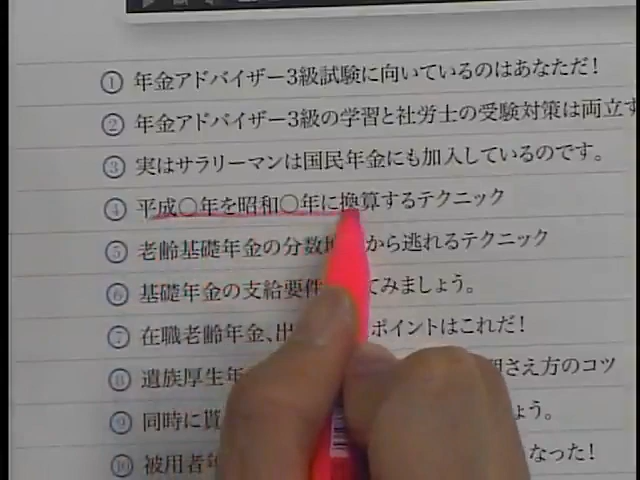 ① 年金アドバイザー3級試験に向いているのはあなただ!
② 年金アドバイザー3級の学習と社労士の受験対策は両立す
③ 実はサラリーマンは国民年金にも加入しているのです。
④ 平成○年を昭和○年に換算するテクニック
⑤ 老齢基礎年金の分数 から逃れるテクニック
⑥ 基礎年金の支給要件 てみましょう。
⑦ 在職老齢年金、出 ポイントはこれだ!
⑧ 遺族厚生年 さえ方のコツ
⑨ 同時に貰 ょう。
⑩ 被用者年 なった!